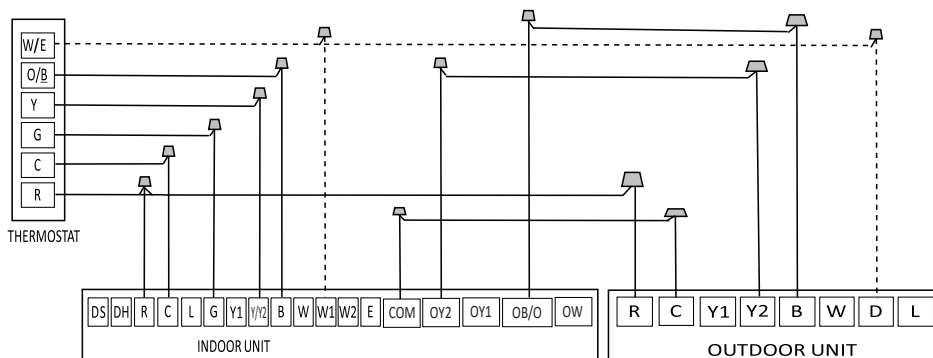 W/E
O/B
Y
G
C
R
THERMOSTAT
DS DH R C L G Y1 Y/Y2 B W W1 W2 E COM OY2 OY1 OB/O OW
INDOOR UNIT
R C Y1 Y2 B W D L
OUTDOOR UNIT